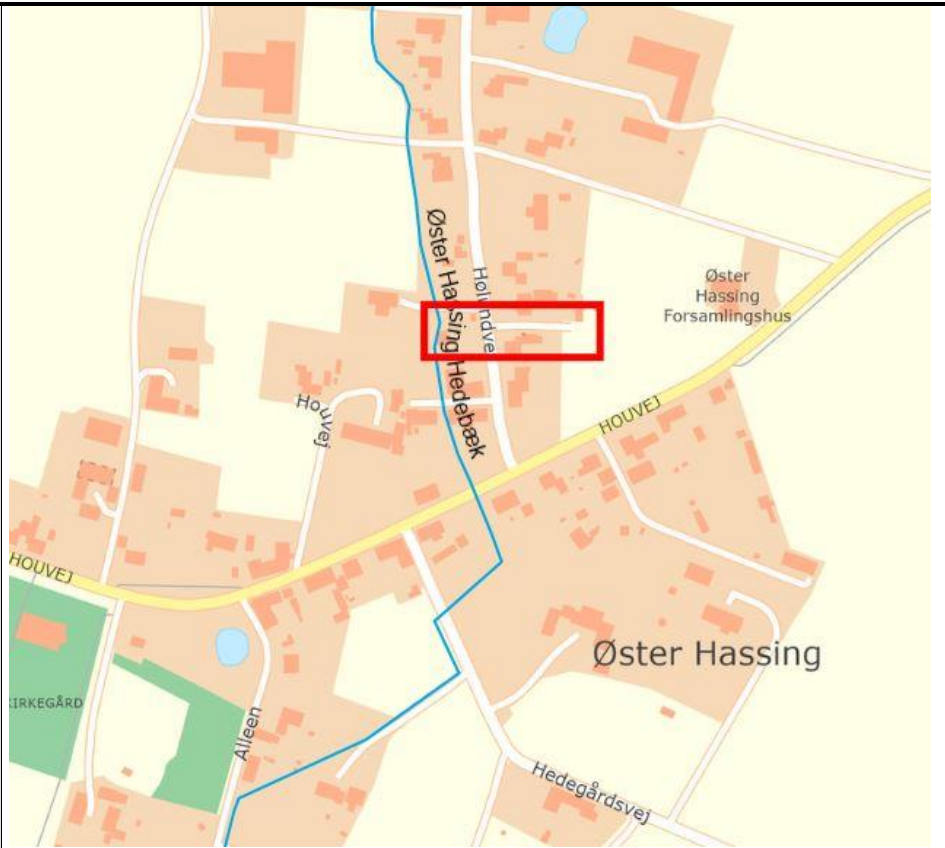 Øster Hassing Hedebæk
Øster
Hassing
Forsamlingshus
Houvej
HOUVEJ
HOUVEJ
Øster Hassing
KIRKEGÅRD
Alleen
Hedegårdsvej